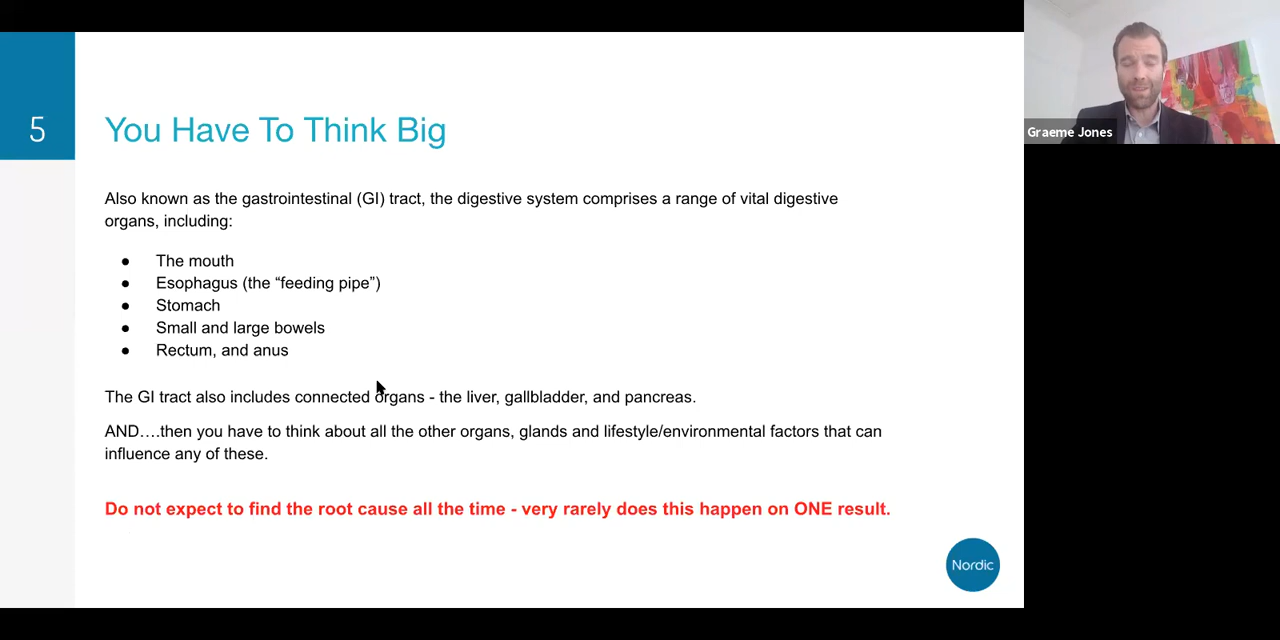 5
You Have To Think Big
Also known as the gastrointestinal (GI) tract, the digestive system comprises a range of vital digestive
organs, including:
● The mouth
● Esophagus (the “feeding pipe”)
● Stomach
● Small and large bowels
● Rectum, and anus
The GI tract also includes connected organs - the liver, gallbladder, and pancreas.
AND….then you have to think about all the other organs, glands and lifestyle/environmental factors that can
influence any of these.
Do not expect to find the root cause all the time - very rarely does this happen on ONE result.
Nordic
Graeme Jones